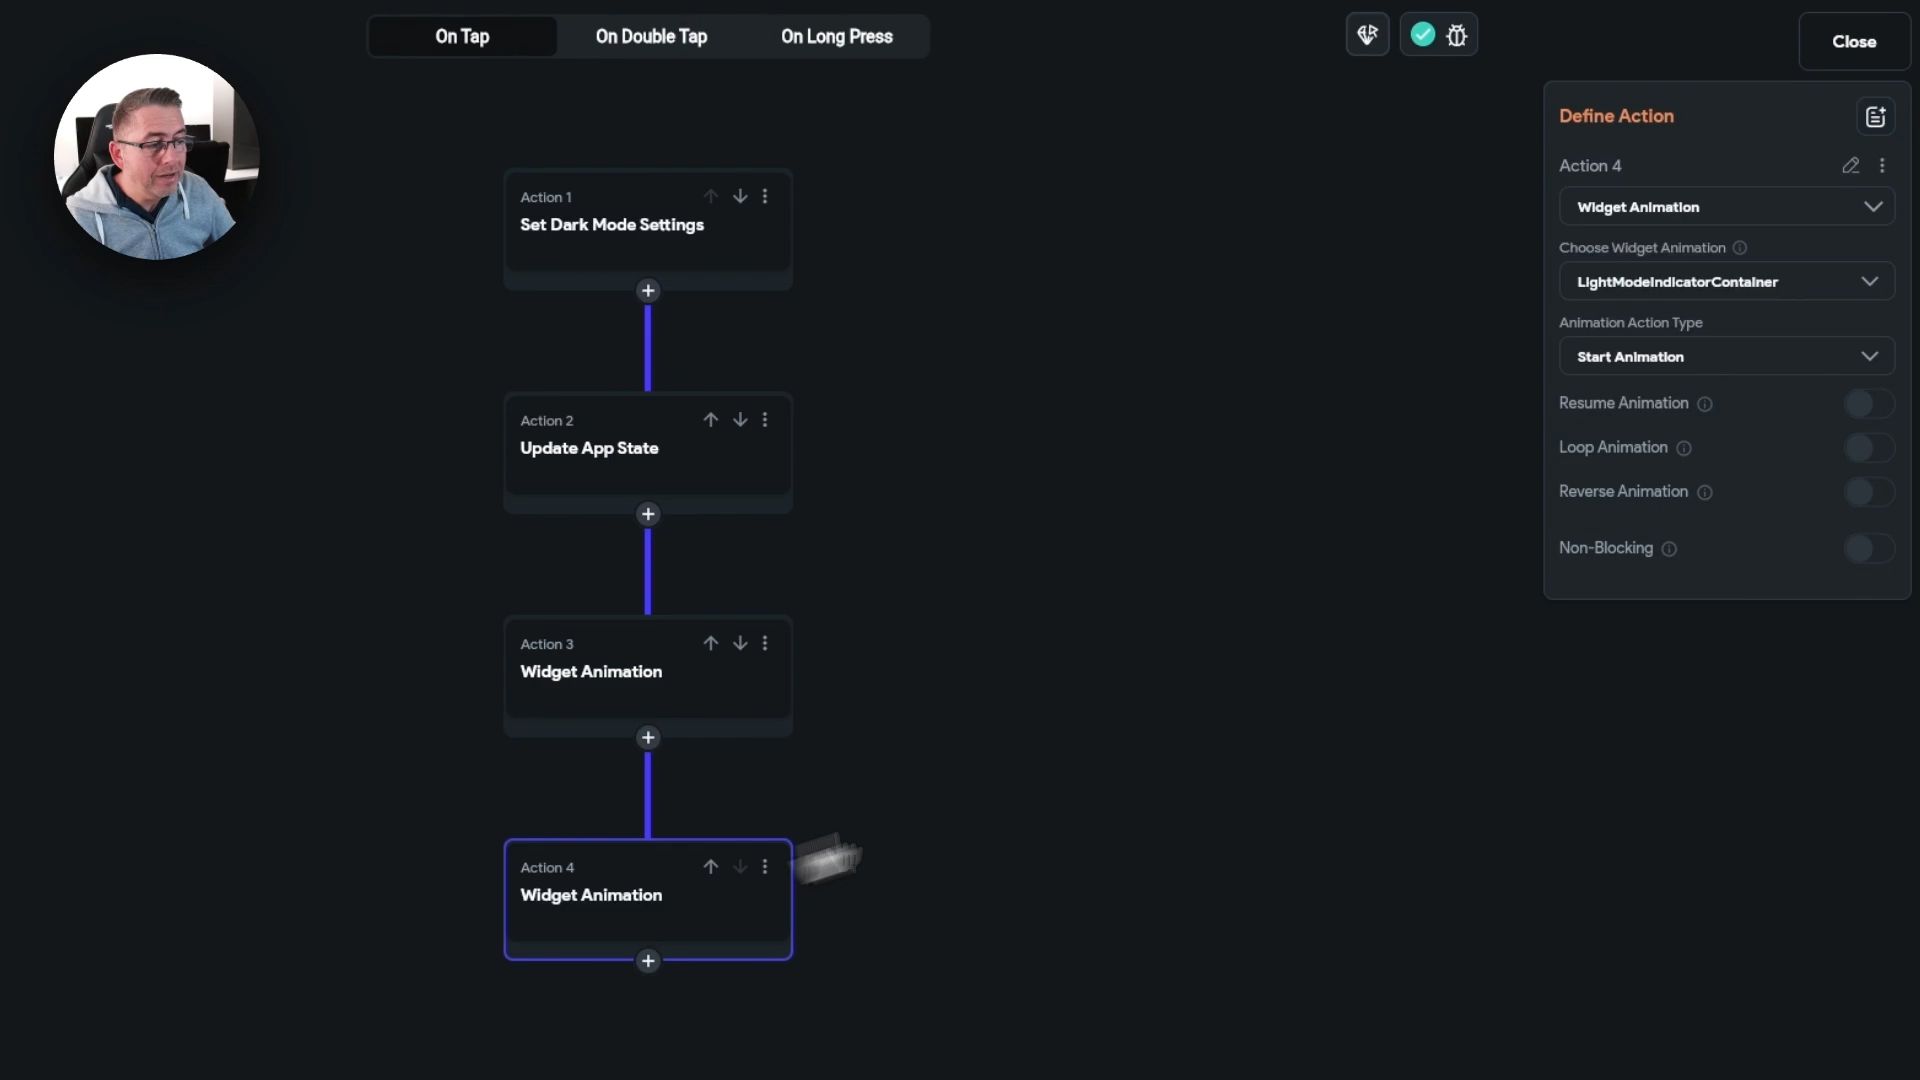 On Tap
On Double Tap
On Long Press
Close
Define Action
Action 4
Widget Animation
Choose Widget Animation
LightModeIndicatorContainer
Animation Action Type
Start Animation
Resume Animation
Loop Animation
Reverse Animation
Non-Blocking
Action 1
Set Dark Mode Settings
Action 2
Update App State
Action 3
Widget Animation
Action 4
Widget Animation